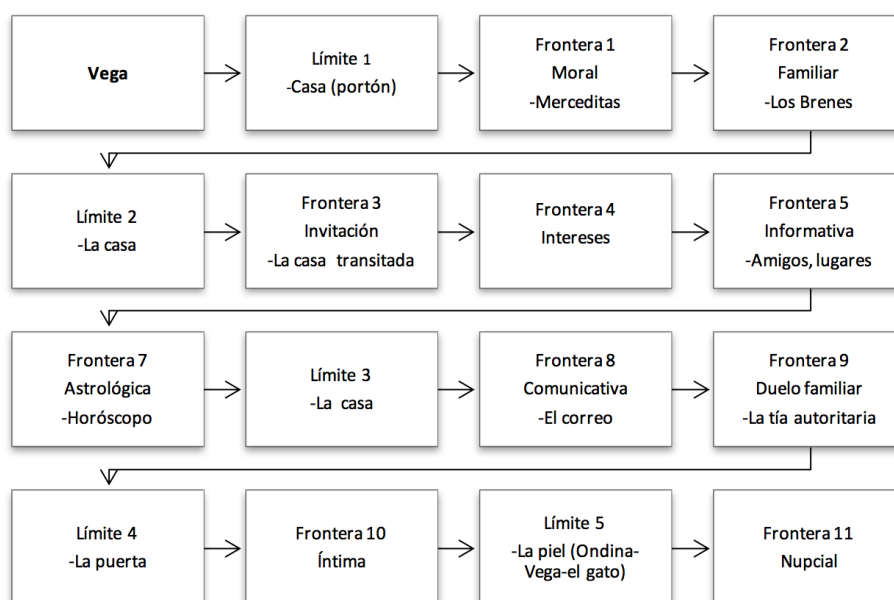 Vega
Límite 1
-Casa (portón)
Frontera 1
Moral
-Merceditas
Frontera 2
Familiar
-Los Brenes
Límite 2
-La casa
Frontera 3
Invitación
-La casa transitada
Frontera 4
Intereses
Frontera 5
Informativa
-Amigos, lugares
Frontera 7
Astrológica
-Horóscopo
Límite 3
-La casa
Frontera 8
Comunicativa
-El correo
Frontera 9
Duelo familiar
-La tía autoritaria
Límite 4
-La puerta
Frontera 10
Íntima
Límite 5
-La piel (Ondina-
Vega-el gato)
Frontera 11
Nupcial